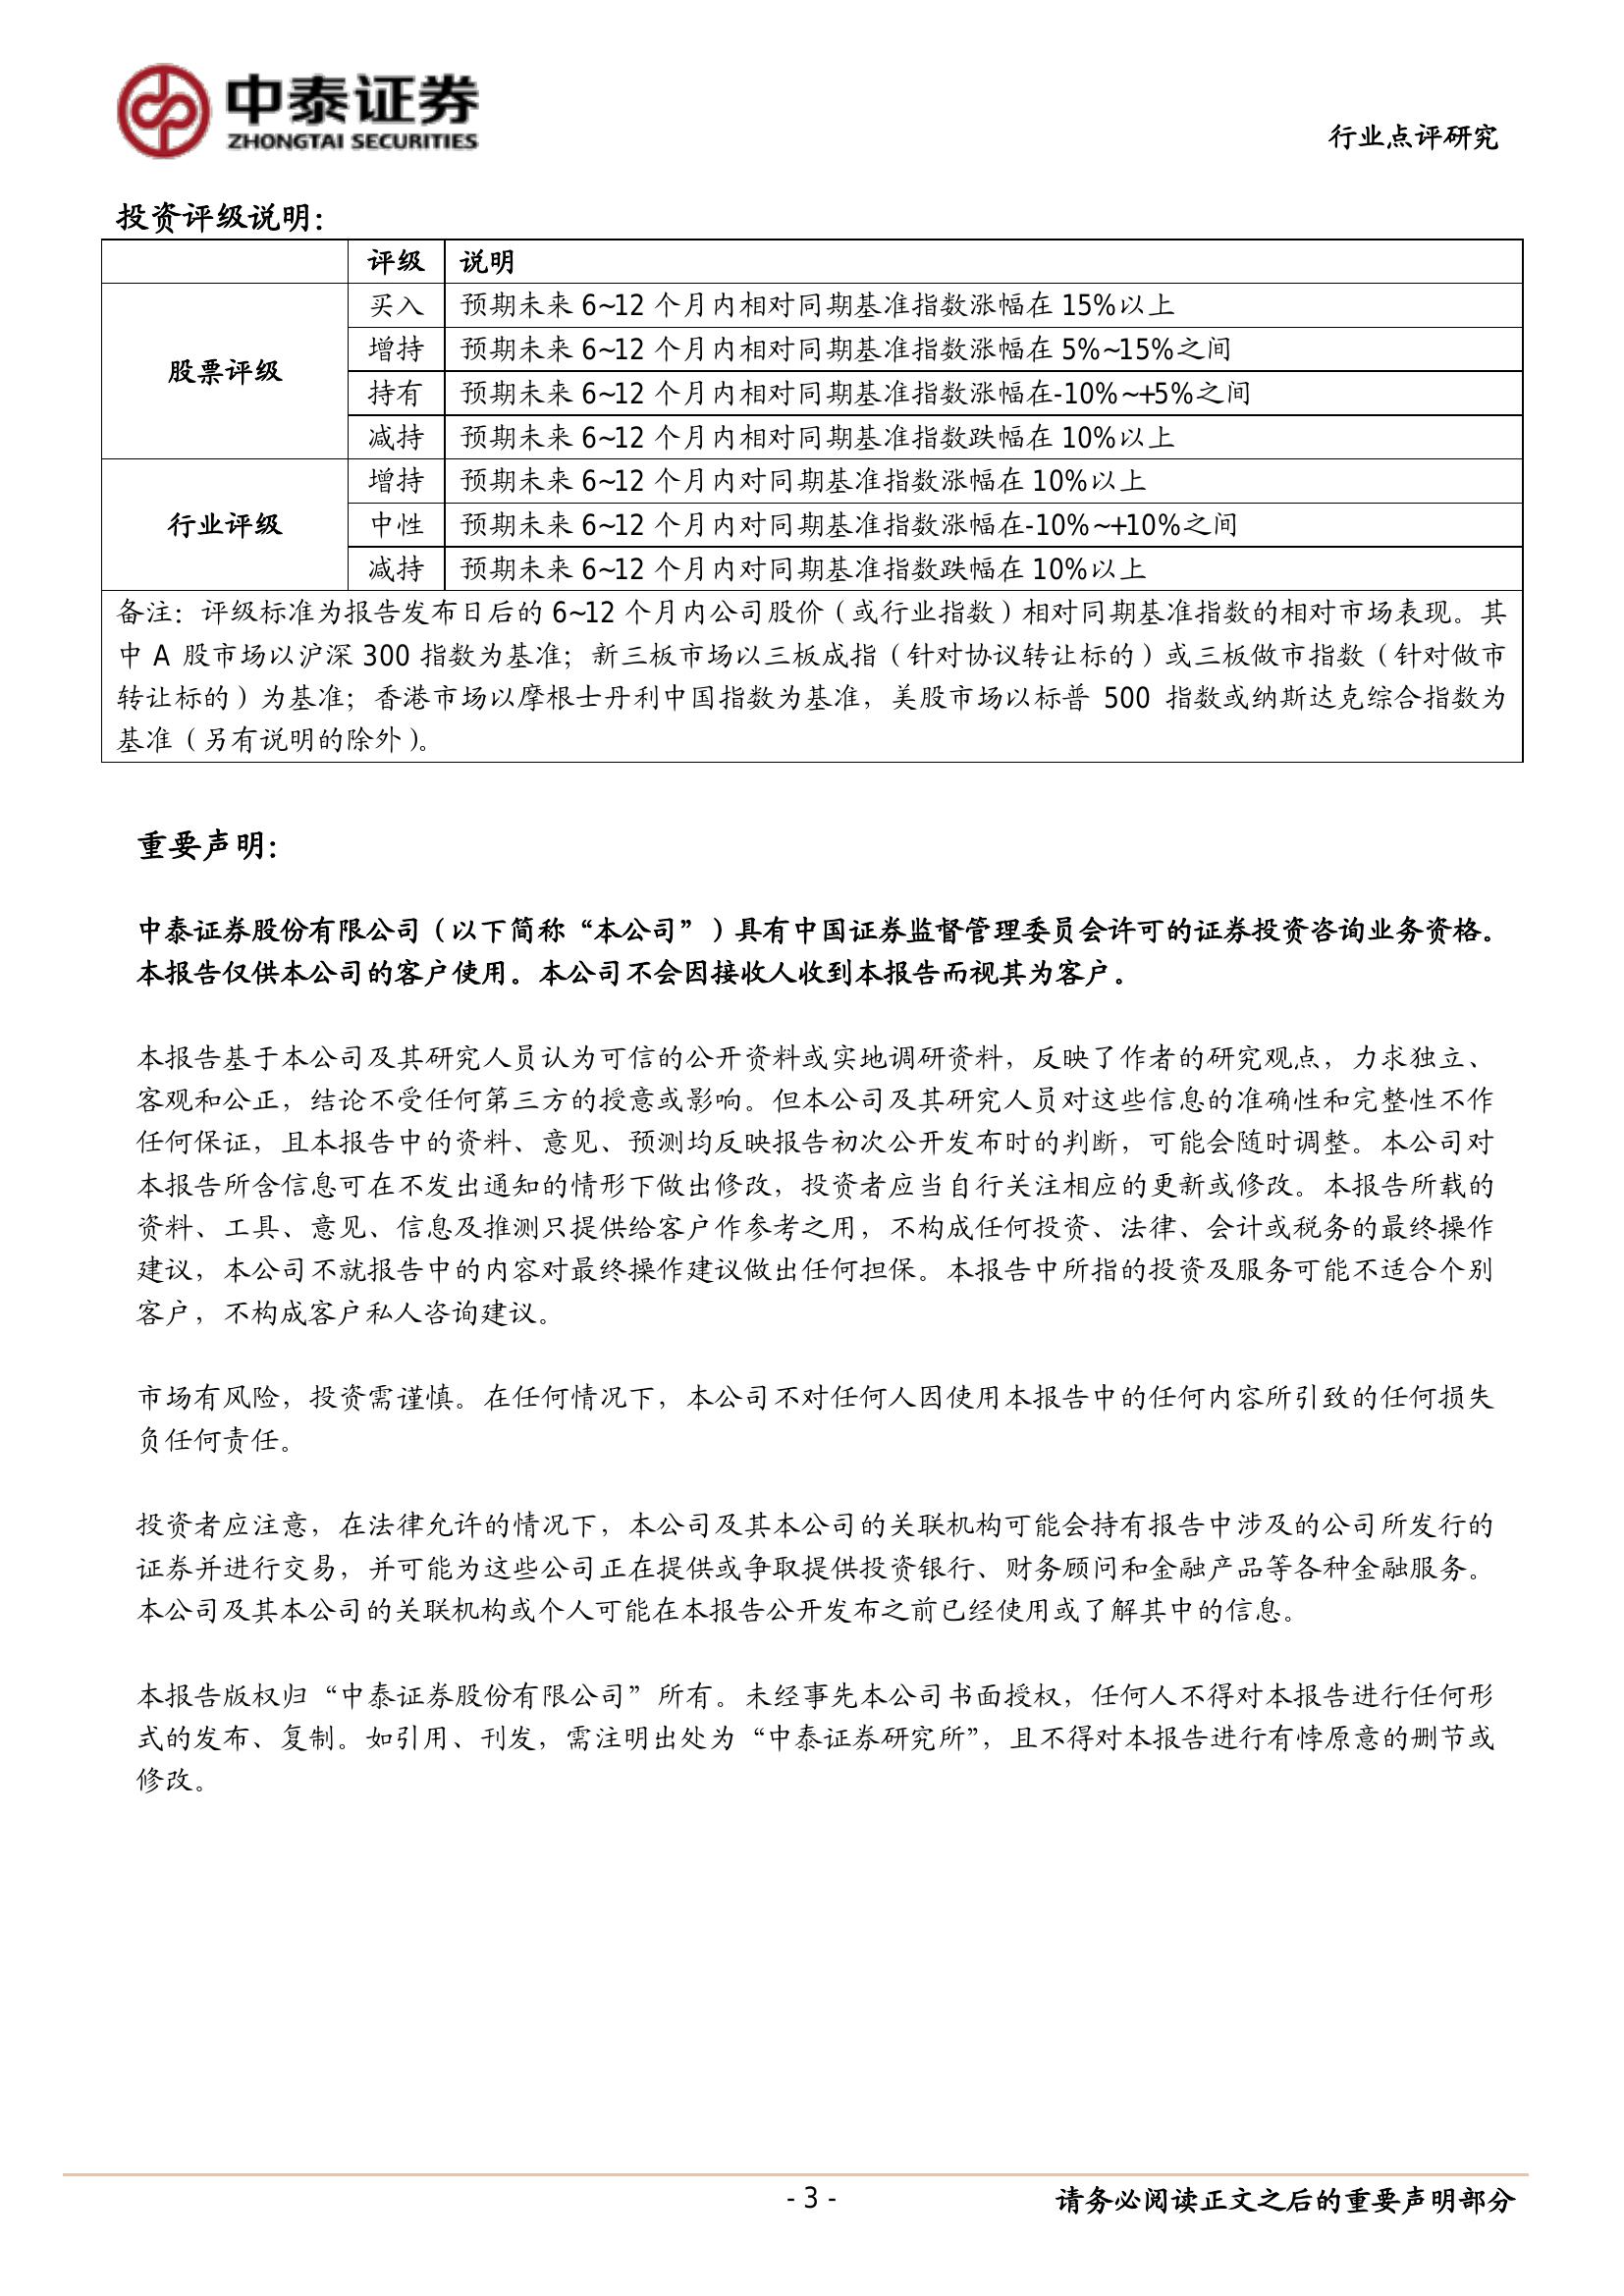 中泰证券
ZHONGTAI SECURITIES
行业点评研究
投资评级说明：
评级 说明
股票评级
买入 预期未来 6~12 个月内相对同期基准指数涨幅在 15%以上
增持 预期未来 6~12 个月内相对同期基准指数涨幅在 5%~15%之间
持有 预期未来 6~12 个月内相对同期基准指数涨幅在-10%~+5%之间
减持 预期未来 6~12 个月内相对同期基准指数跌幅在 10%以上
行业评级
增持 预期未来 6~12 个月内对同期基准指数涨幅在 10%以上
中性 预期未来 6~12 个月内对同期基准指数涨幅在-10%~+10%之间
减持 预期未来 6~12 个月内对同期基准指数跌幅在 10%以上
备注：评级标准为报告发布日后的 6~12 个月内公司股价（或行业指数）相对同期基准指数的相对市场表现。其
中 A 股市场以沪深 300 指数为基准；新三板市场以三板成指（针对协议转让标的）或三板做市指数（针对做市
转让标的）为基准；香港市场以摩根士丹利中国指数为基准，美股市场以标普 500 指数或纳斯达克综合指数为
基准（另有说明的除外）。
重要声明：
中泰证券股份有限公司（以下简称“本公司”）具有中国证券监督管理委员会许可的证券投资咨询业务资格。
本报告仅供本公司的客户使用。本公司不会因接收人收到本报告而视其为客户。
本报告基于本公司及其研究人员认为可信的公开资料或实地调研资料，反映了作者的研究观点，力求独立、
客观和公正，结论不受任何第三方的授意或影响。但本公司及其研究人员对这些信息的准确性和完整性不作
任何保证，且本报告中的资料、意见、预测均反映报告初次公开发布时的判断，可能会随时调整。本公司对
本报告所含信息可在不发出通知的情形下做出修改，投资者应当自行关注相应的更新或修改。本报告所载的
资料、工具、意见、信息及推测只提供给客户作参考之用，不构成任何投资、法律、会计或税务的最终操作
建议，本公司不就报告中的内容对最终操作建议做出任何担保。本报告中所指的投资及服务可能不适合个别
客户，不构成客户私人咨询建议。
市场有风险，投资需谨慎。在任何情况下，本公司不对任何人因使用本报告中的任何内容所引致的任何损失
负任何责任。
投资者应注意，在法律允许的情况下，本公司及其本公司的关联机构可能会持有报告中涉及的公司所发行的
证券并进行交易，并可能为这些公司正在提供或争取提供投资银行、财务顾问和金融产品等各种金融服务。
本公司及其本公司的关联机构或个人可能在本报告公开发布之前已经使用或了解其中的信息。
本报告版权归“中泰证券股份有限公司”所有。未经事先本公司书面授权，任何人不得对本报告进行任何形
式的发布、复制。如引用、刊发，需注明出处为“中泰证券研究所”，且不得对本报告进行有悖原意的删节或
修改。
- 3 -
请务必阅读正文之后的重要声明部分